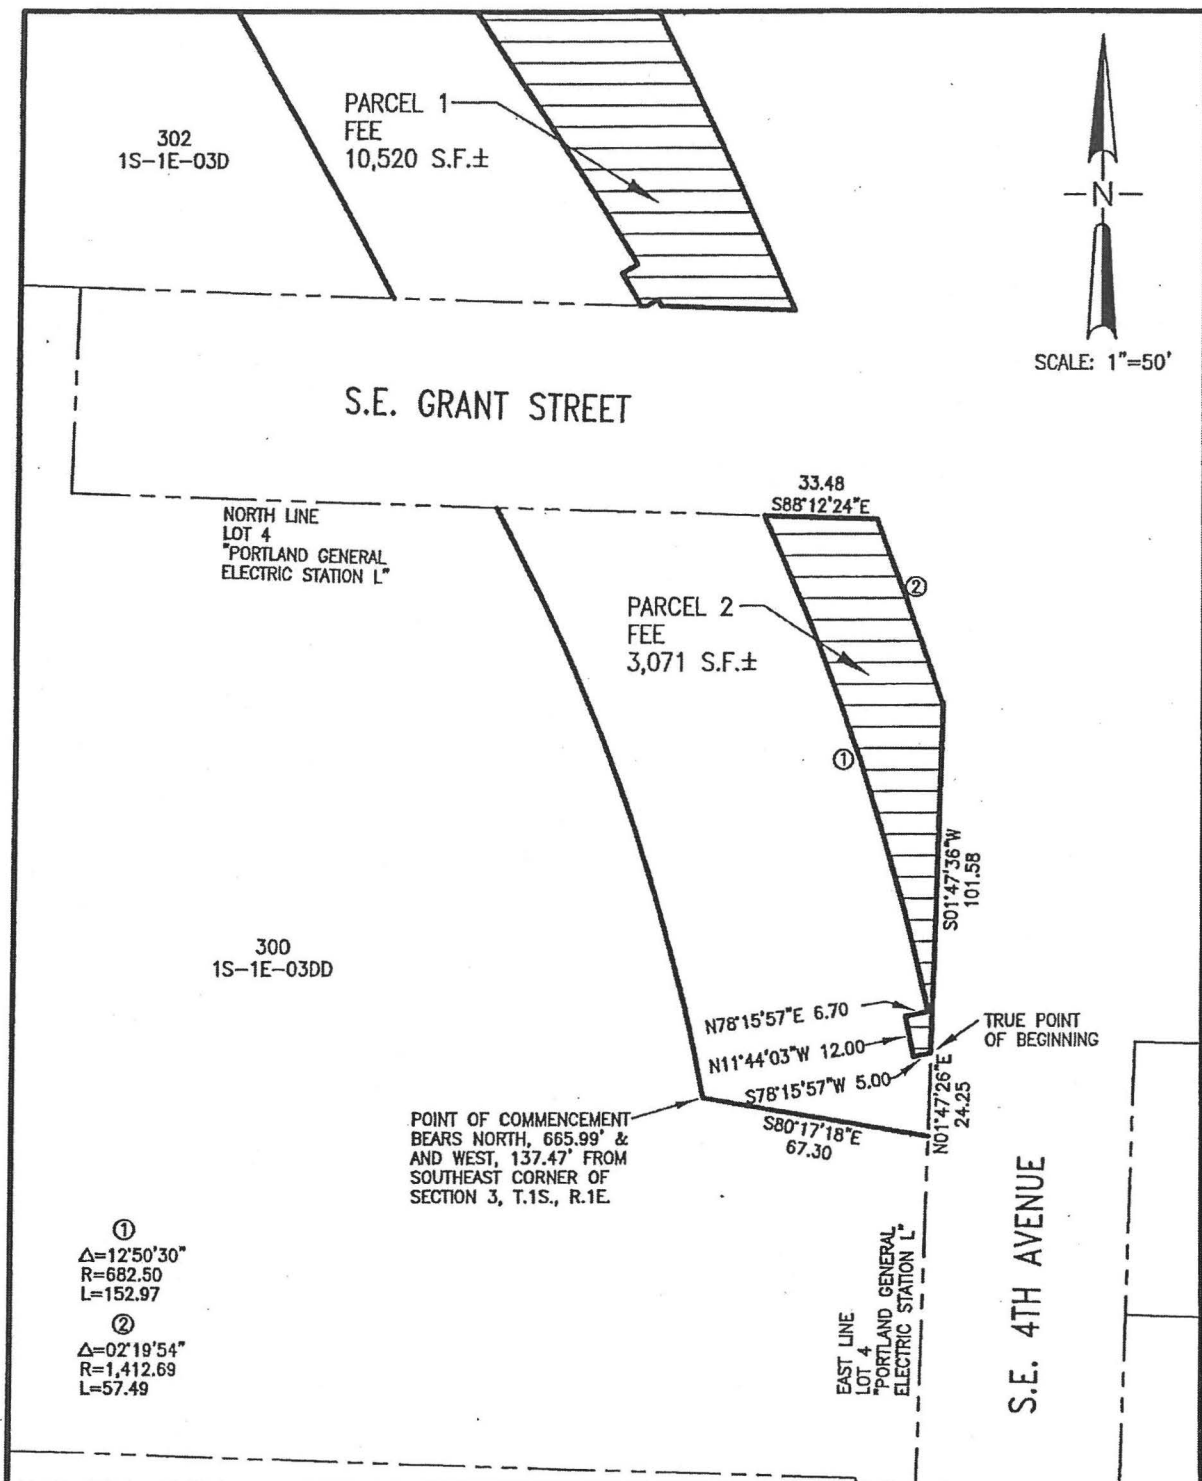 PARCEL 1
FEE
10,520 S.F.±
302
1S-1E-03D
N
SCALE: 1"=50'
S.E. GRANT STREET
33.48
S88°12'24"E
NORTH LINE
LOT 4
"PORTLAND GENERAL
ELECTRIC STATION L"
②
PARCEL 2
FEE
3,071 S.F.±
①
S01°47'36"W
101.58
300
1S-1E-03DD
N78°15'57"E 6.70
N11°44'03"W 12.00
S78°15'57"W 5.00
TRUE POINT
OF BEGINNING
N01°47'26"E
24.25
S80°17'18"E
67.30
POINT OF COMMENCEMENT
BEARS NORTH, 665.99' &
AND WEST, 137.47' FROM
SOUTHEAST CORNER OF
SECTION 3, T.1S., R.1E.
①
Δ=12°50'30"
R=682.50
L=152.97
②
Δ=02°19'54"
R=1,412.69
L=57.49
EAST LINE
LOT 4
"PORTLAND GENERAL
ELECTRIC STATION L"
S.E. 4TH AVENUE